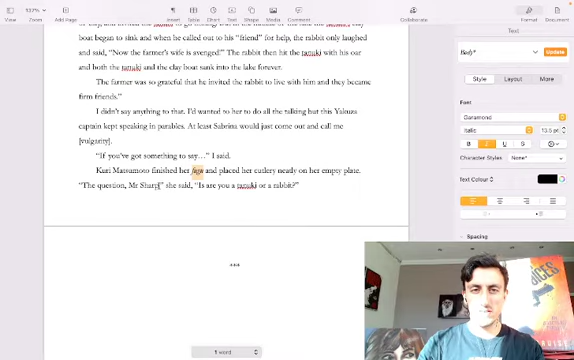 127%
View Zoom Add Page Insert Table Chart Text Shape Media Comment Collaborate Format Document
boat began to sink and when he called out to his "friend" for help, the rabbit only laughed
and said, "Now the farmer's wife is avenged." The rabbit then hit the tanuki with his oar
and both the tanuki and the clay boat sank into the lake forever.
The farmer was so grateful that he invited the rabbit to live with him and they became
firm friends."
I didn't say anything to that. I'd wanted to her to do all the talking but this Yakuza
captain kept speaking in parables. At least Sabrina would just come out and call me
[vulgarity].
"If you've got something to say…" I said.
Kari Matsamoto finished her fugu and placed her cutlery neatly on her empty plate.
"The question, Mr Sharp" she said, "Is are you a tanuki or a rabbit?"
***
1 word
Text
Body*
Update
Style Layout More
Font
Garamond
Italic 13.5 pt
B I U S
Character Styles None*
Text Colour
Spacing